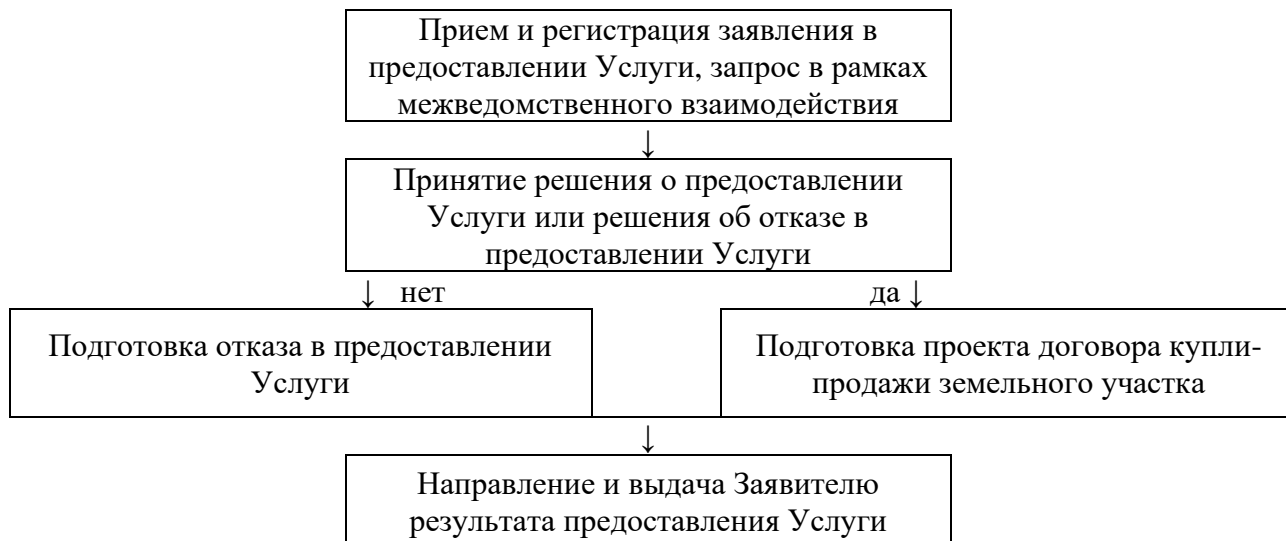 Прием и регистрация заявления в
предоставлении Услуги, запрос в рамках
межведомственного взаимодействия
↓
Принятие решения о предоставлении
Услуги или решения об отказе в
предоставлении Услуги
↓ нет
да ↓
Подготовка отказа в предоставлении
Услуги
Подготовка проекта договора купли-
продажи земельного участка
↓
Направление и выдача Заявителю
результата предоставления Услуги